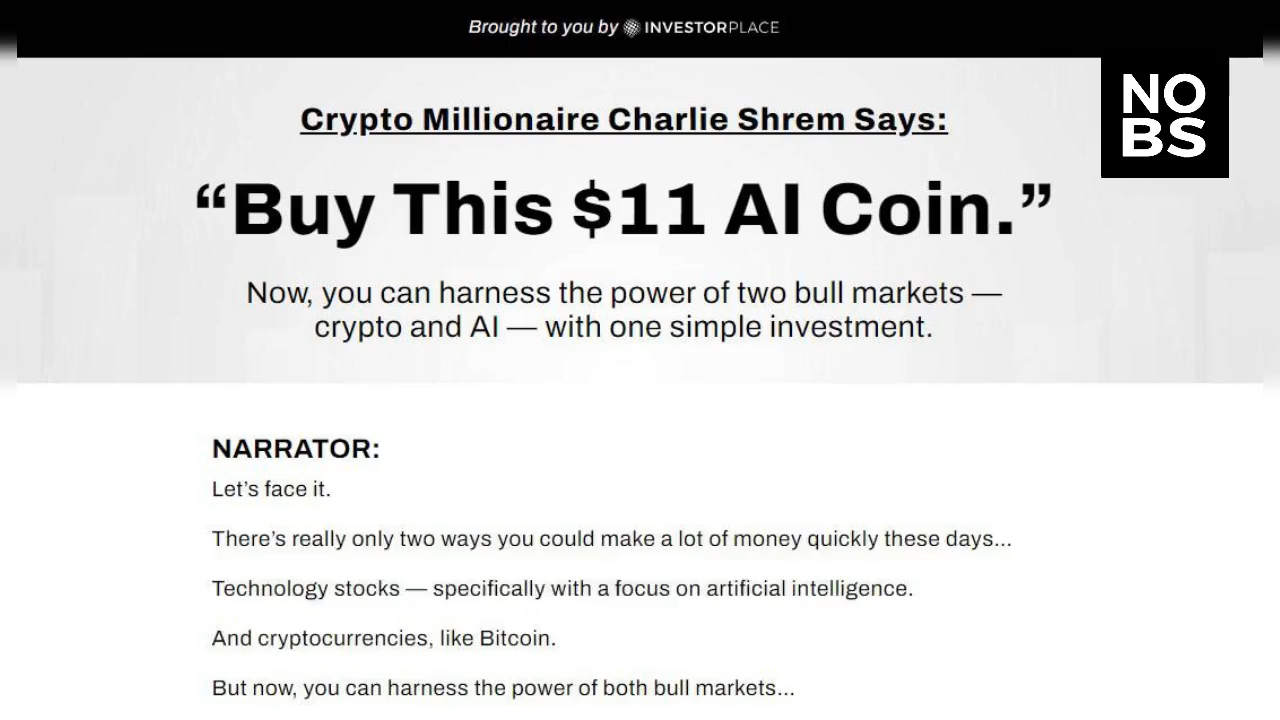 Brought to you by INVESTORPLACE
NO
BS
Crypto Millionaire Charlie Shrem Says:
“Buy This $11 AI Coin.”
Now, you can harness the power of two bull markets —
crypto and AI — with one simple investment.
NARRATOR:
Let’s face it.
There’s really only two ways you could make a lot of money quickly these days...
Technology stocks — specifically with a focus on artificial intelligence.
And cryptocurrencies, like Bitcoin.
But now, you can harness the power of both bull markets...